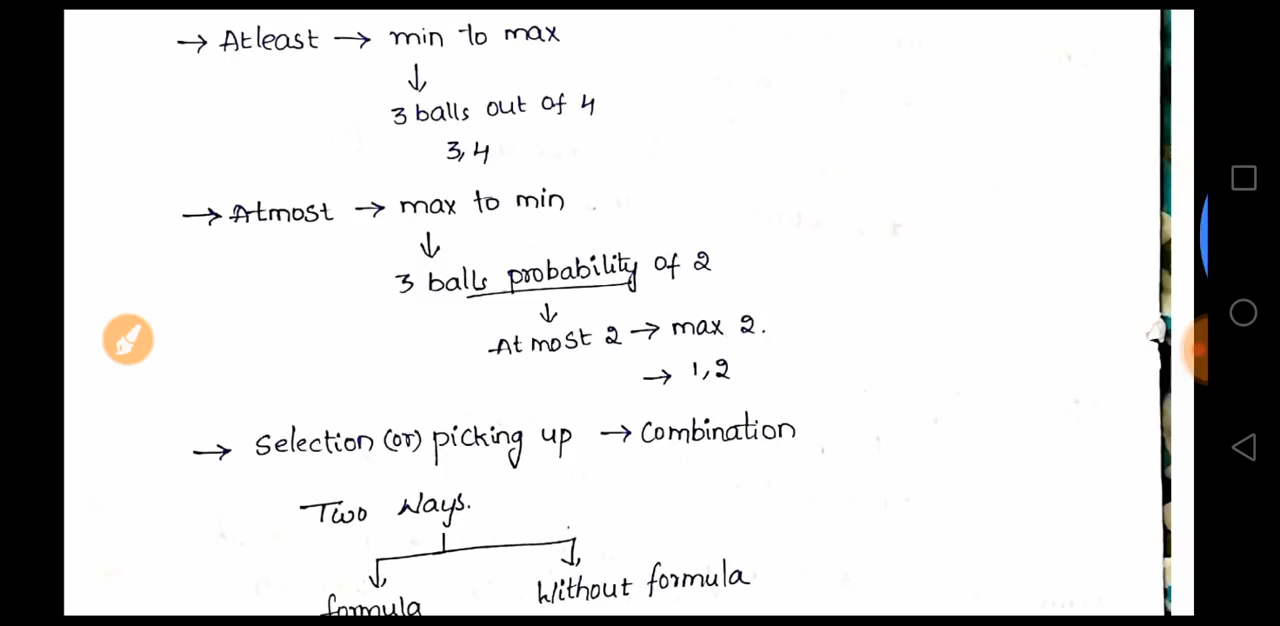 → Atleast → min to max
↓
3 balls out of 4
3,4
→ Atmost → max to min
↓
3 balls probability of 2
↓
At most 2 → max 2.
→ 1,2
→ Selection (or) picking up → Combination
Two ways.
formula
Without formula